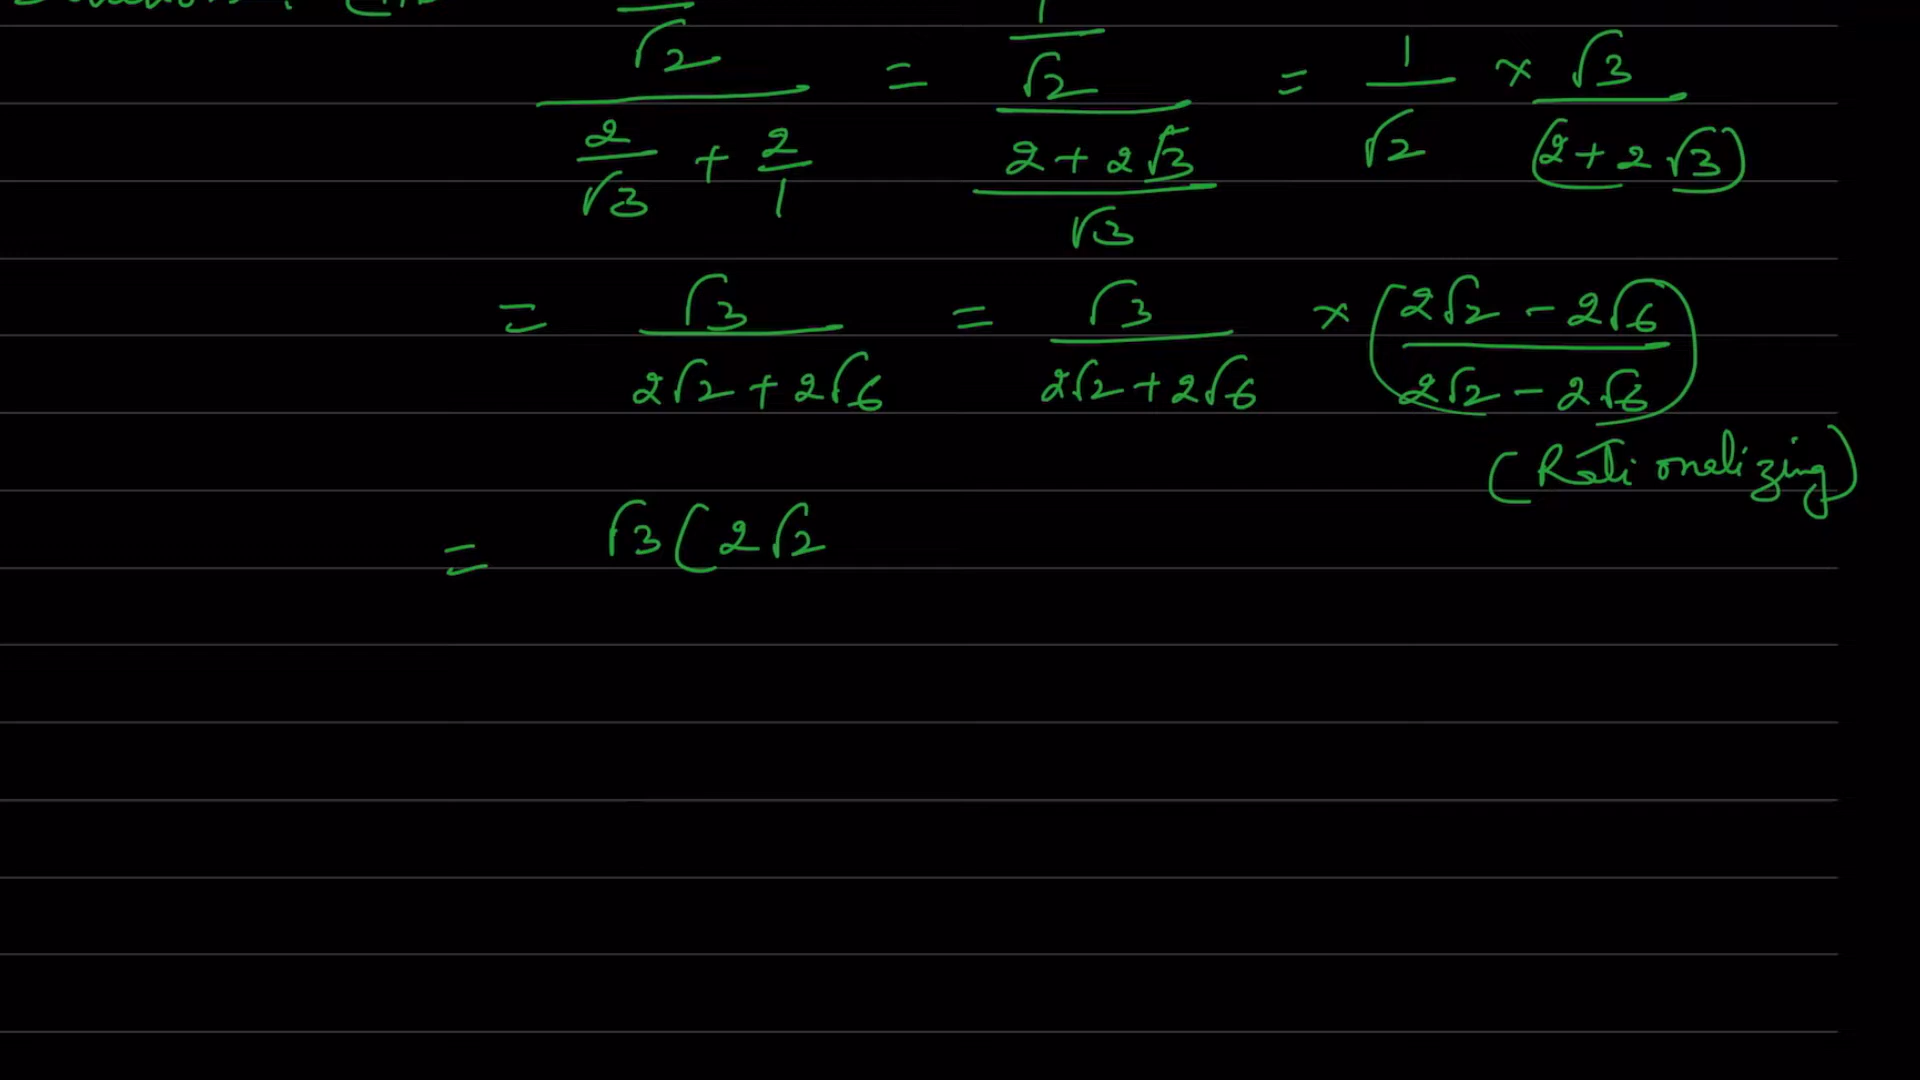 1/√2 / (2/√3 + 2/1) = 1/√2 / ((2 + 2√3)/√3) = 1/√2 × √3/(2 + 2√3)
= √3/(2√2 + 2√6) = √3/(2√2 + 2√6) × (2√2 − 2√6)/(2√2 − 2√6)
(Rationalizing)
= √3(2√2